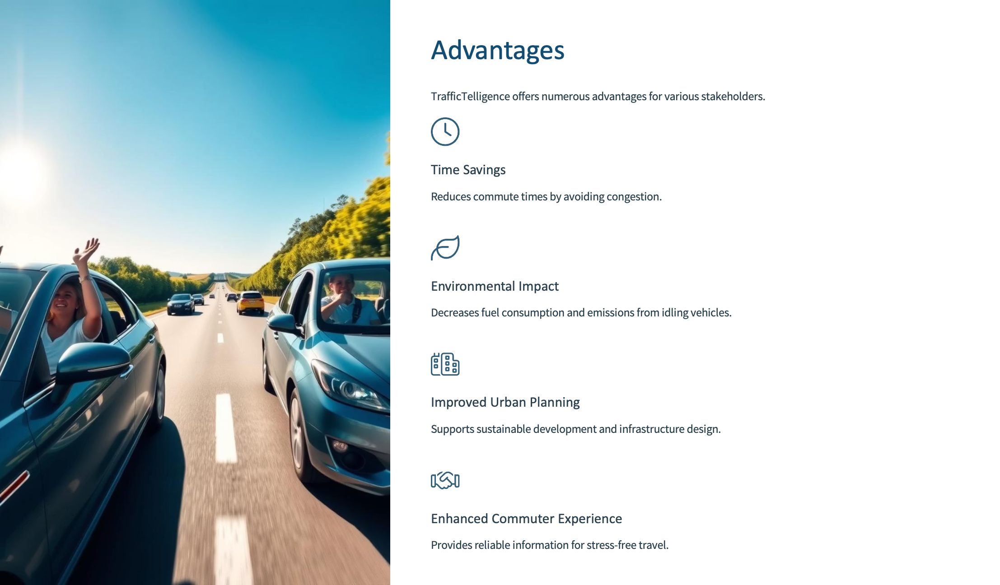 Advantages
TrafficTelligence offers numerous advantages for various stakeholders.
Time Savings
Reduces commute times by avoiding congestion.
Environmental Impact
Decreases fuel consumption and emissions from idling vehicles.
Improved Urban Planning
Supports sustainable development and infrastructure design.
Enhanced Commuter Experience
Provides reliable information for stress-free travel.